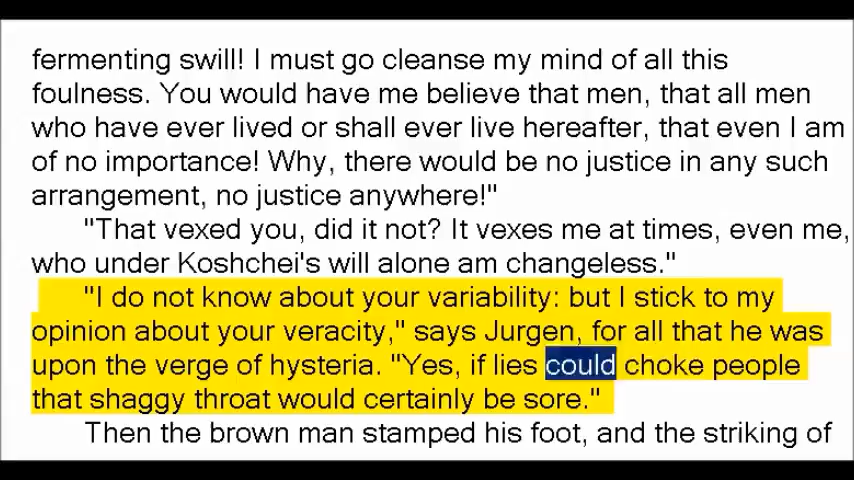 fermenting swill! I must go cleanse my mind of all this
foulness. You would have me believe that men, that all men
who have ever lived or shall ever live hereafter, that even I am
of no importance! Why, there would be no justice in any such
arrangement, no justice anywhere!"
"That vexed you, did it not? It vexes me at times, even me,
who under Koshchei's will alone am changeless."
"I do not know about your variability: but I stick to my
opinion about your veracity," says Jurgen, for all that he was
upon the verge of hysteria. "Yes, if lies could choke people
that shaggy throat would certainly be sore."
Then the brown man stamped his foot, and the striking of